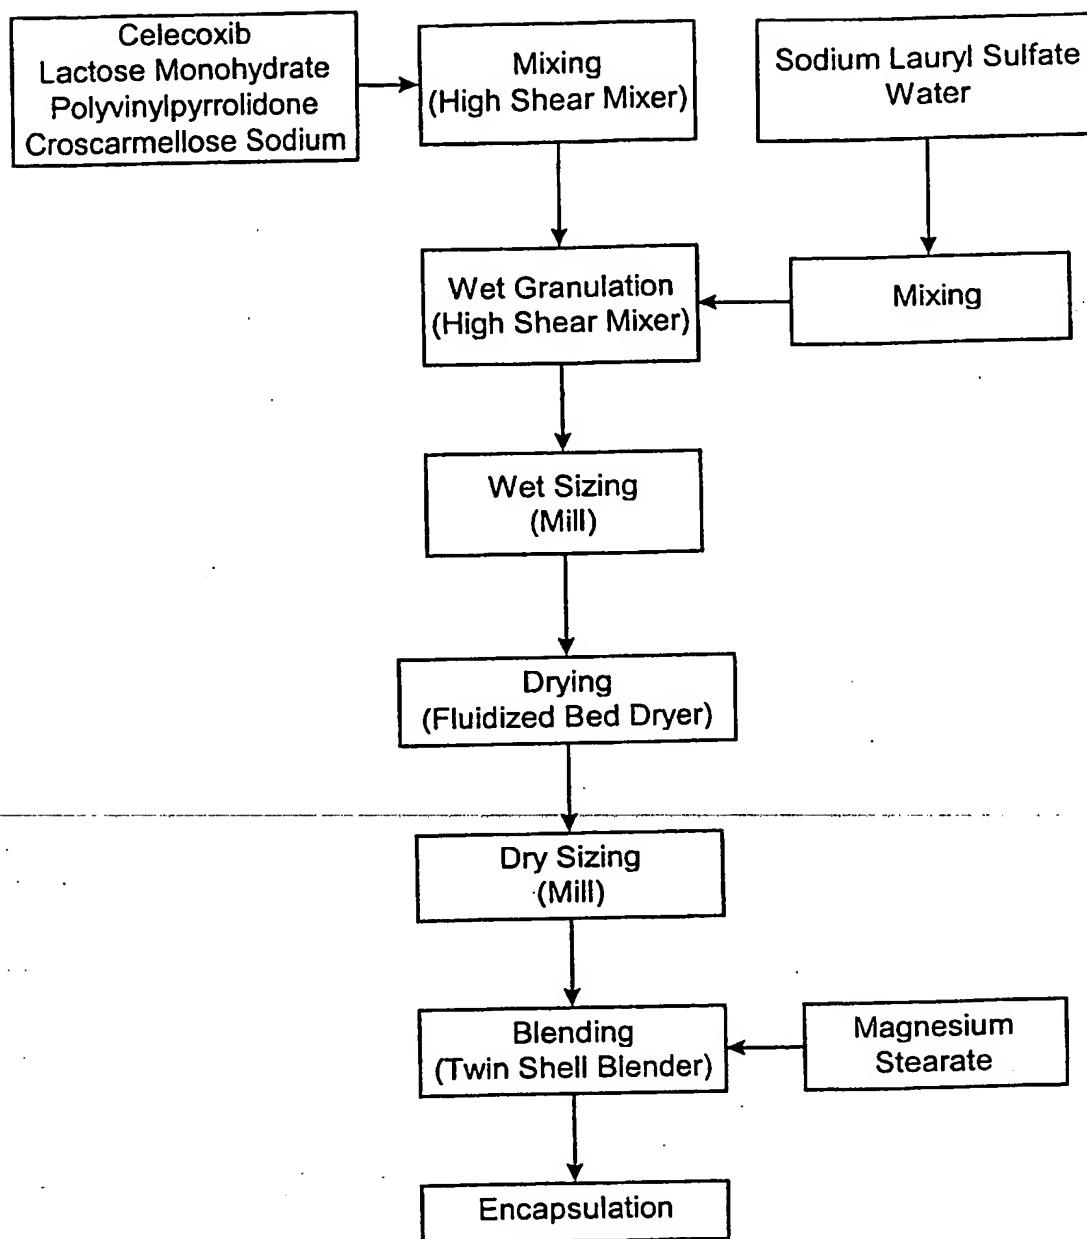 Celecoxib
Lactose Monohydrate
Polyvinylpyrrolidone
Croscarmellose Sodium
Mixing
(High Shear Mixer)
Sodium Lauryl Sulfate
Water
Wet Granulation
(High Shear Mixer)
Mixing
Wet Sizing
(Mill)
Drying
(Fluidized Bed Dryer)
Dry Sizing
(Mill)
Blending
(Twin Shell Blender)
Magnesium
Stearate
Encapsulation